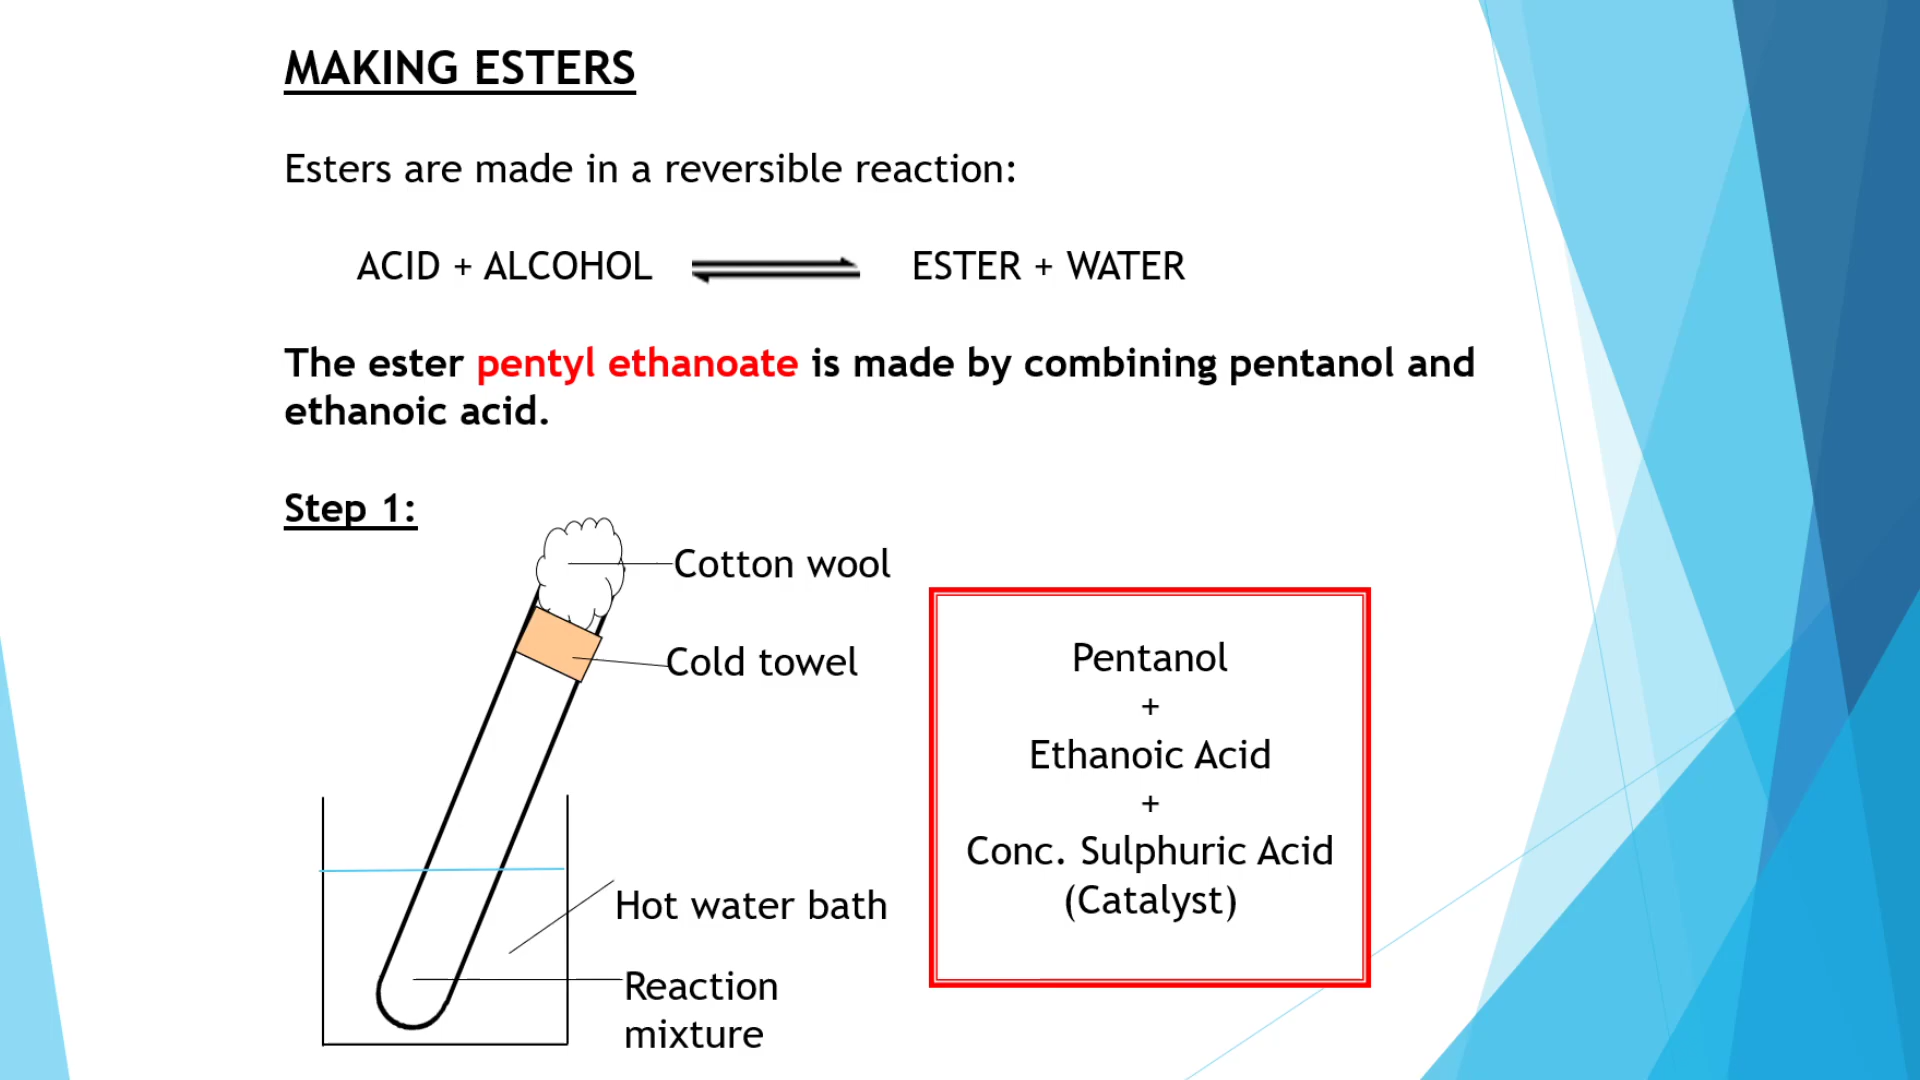 MAKING ESTERS
Esters are made in a reversible reaction:
ACID + ALCOHOL ⇌ ESTER + WATER
The ester pentyl ethanoate is made by combining pentanol and
ethanoic acid.
Step 1:
Cotton wool
Cold towel
Hot water bath
Reaction
mixture
Pentanol
+
Ethanoic Acid
+
Conc. Sulphuric Acid
(Catalyst)